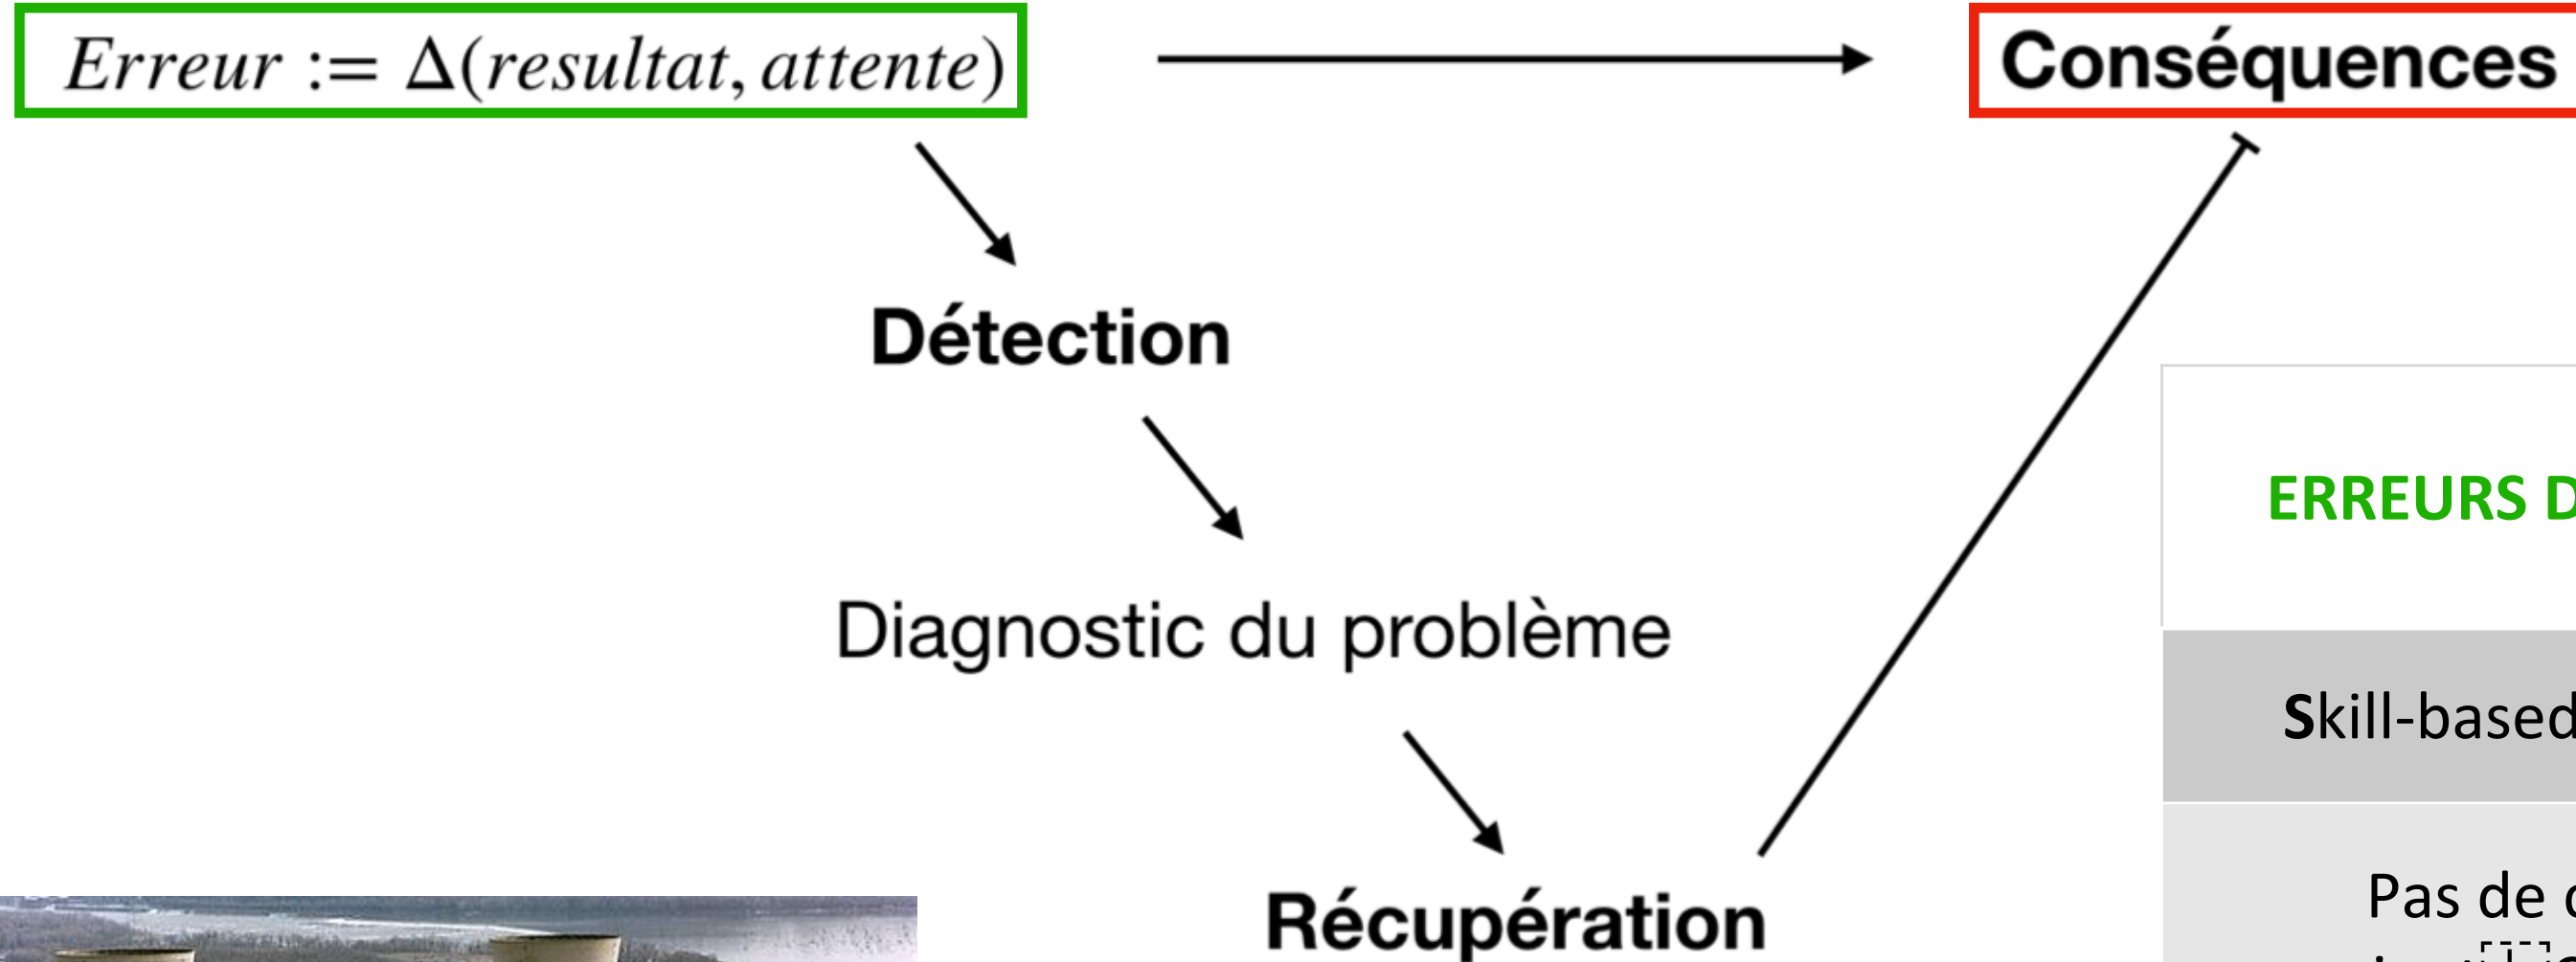 Erreur := Δ(resultat, attente)
Conséquences
Détection
Diagnostic du problème
Récupération
ERREURS
Skill-based
Pas de